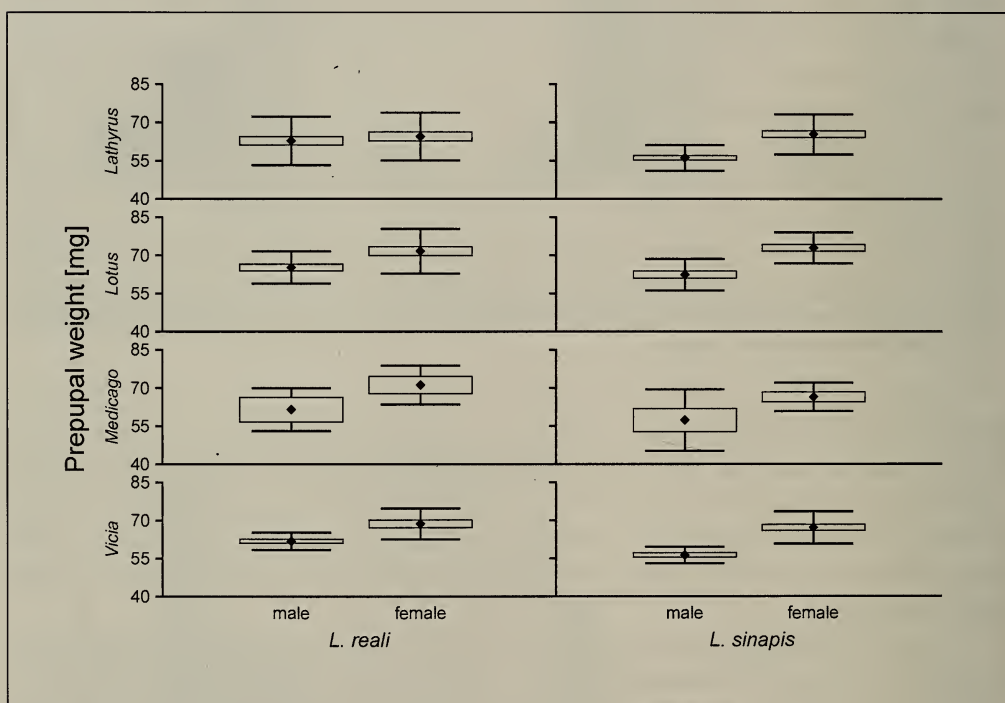 Prepupal weight [mg]
Lathyrus
85
70
55
40
Lotus
85
70
55
40
Medicago
85
70
55
40
Vicia
85
70
55
40
male female male female
L. reali L. sinapis